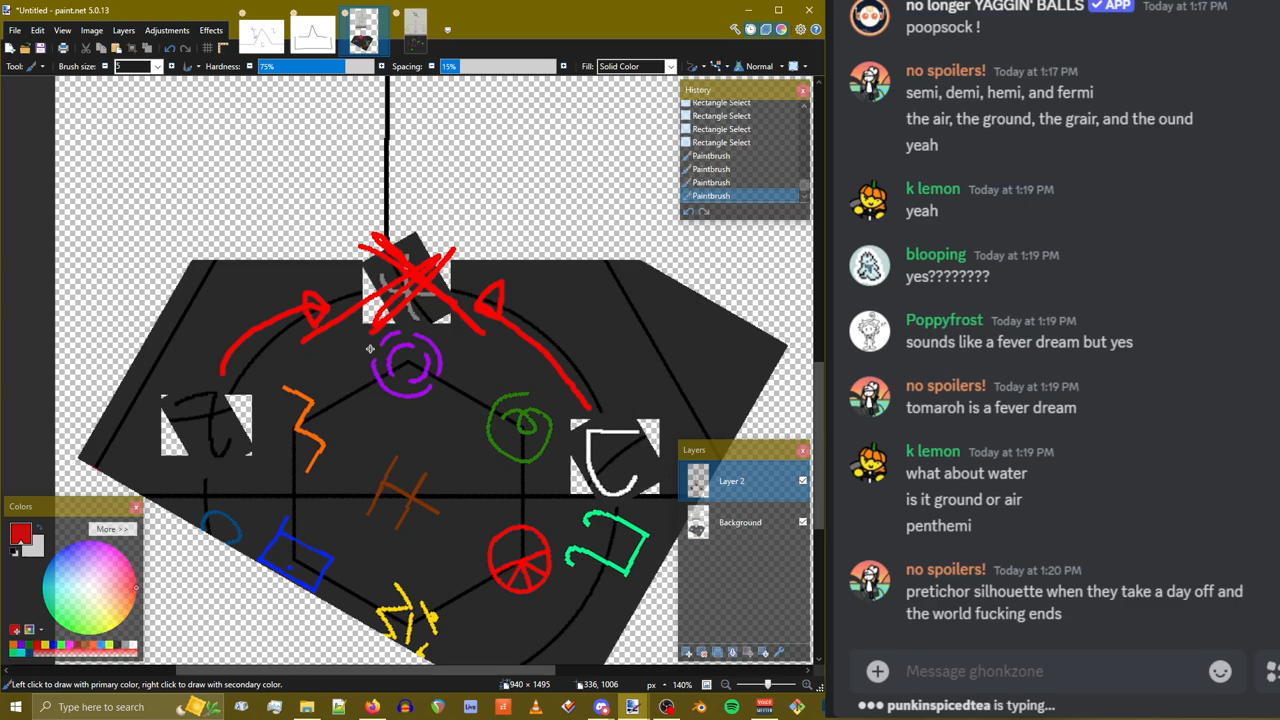 *Untitled - paint.net 5.0.13
File Edit View Image Layers Adjustments Effects
Tool: Brush size: 5 Hardness: 75% Spacing: 15% Fill: Solid Color Normal
History
Rectangle Select
Rectangle Select
Rectangle Select
Rectangle Select
Paintbrush
Paintbrush
Paintbrush
Paintbrush
Layers
Layer 2
Background
Colors
More >>
Left click to draw with primary color, right click to draw with secondary color.
940 × 1495
336, 1006
px
140%
Type here to search
Live
no longer YAGGIN' BALLS ✓ APP Today at 1:17 PM
poopsock !
no spoilers! Today at 1:17 PM
semi, demi, hemi, and fermi
the air, the ground, the grair, and the ound
yeah
k lemon Today at 1:19 PM
yeah
blooping Today at 1:19 PM
yes????????
Poppyfrost Today at 1:19 PM
sounds like a fever dream but yes
no spoilers! Today at 1:19 PM
tomaroh is a fever dream
k lemon Today at 1:19 PM
what about water
is it ground or air
penthemi
no spoilers! Today at 1:20 PM
pretichor silhouette when they take a day off and
the world fucking ends
Message ghonkzone
punkinspicedtea is typing...